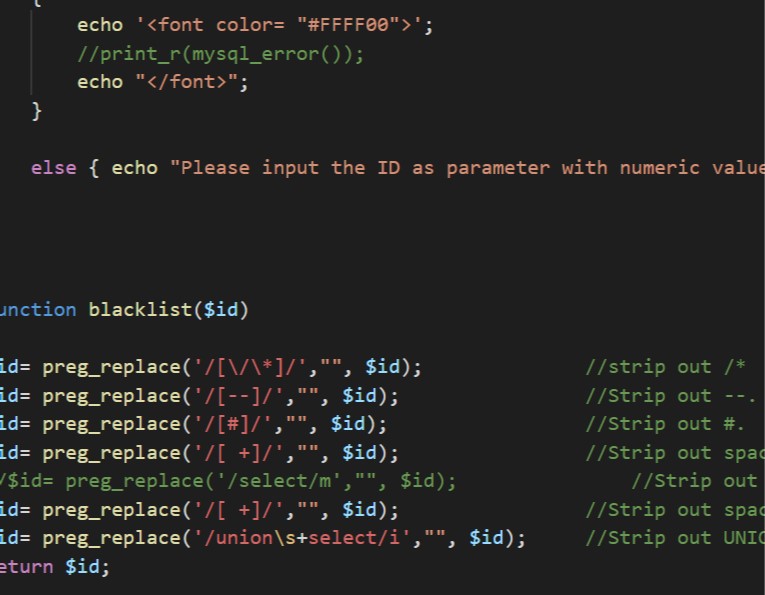 {
echo '<font color= "#FFFF00">';
//print_r(mysql_error());
echo "</font>";
}
else { echo "Please input the ID as parameter with numeric value
unction blacklist($id)
id= preg_replace('/[\/\*]/',"", $id); //strip out /*
id= preg_replace('/[--]/',"", $id); //Strip out --.
id= preg_replace('/[#]/',"", $id); //Strip out #.
id= preg_replace('/[ +]/',"", $id); //Strip out spac
/$id= preg_replace('/select/m',"", $id); //Strip out
id= preg_replace('/[ +]/',"", $id); //Strip out spac
id= preg_replace('/union\s+select/i',"", $id); //Strip out UNIO
eturn $id;